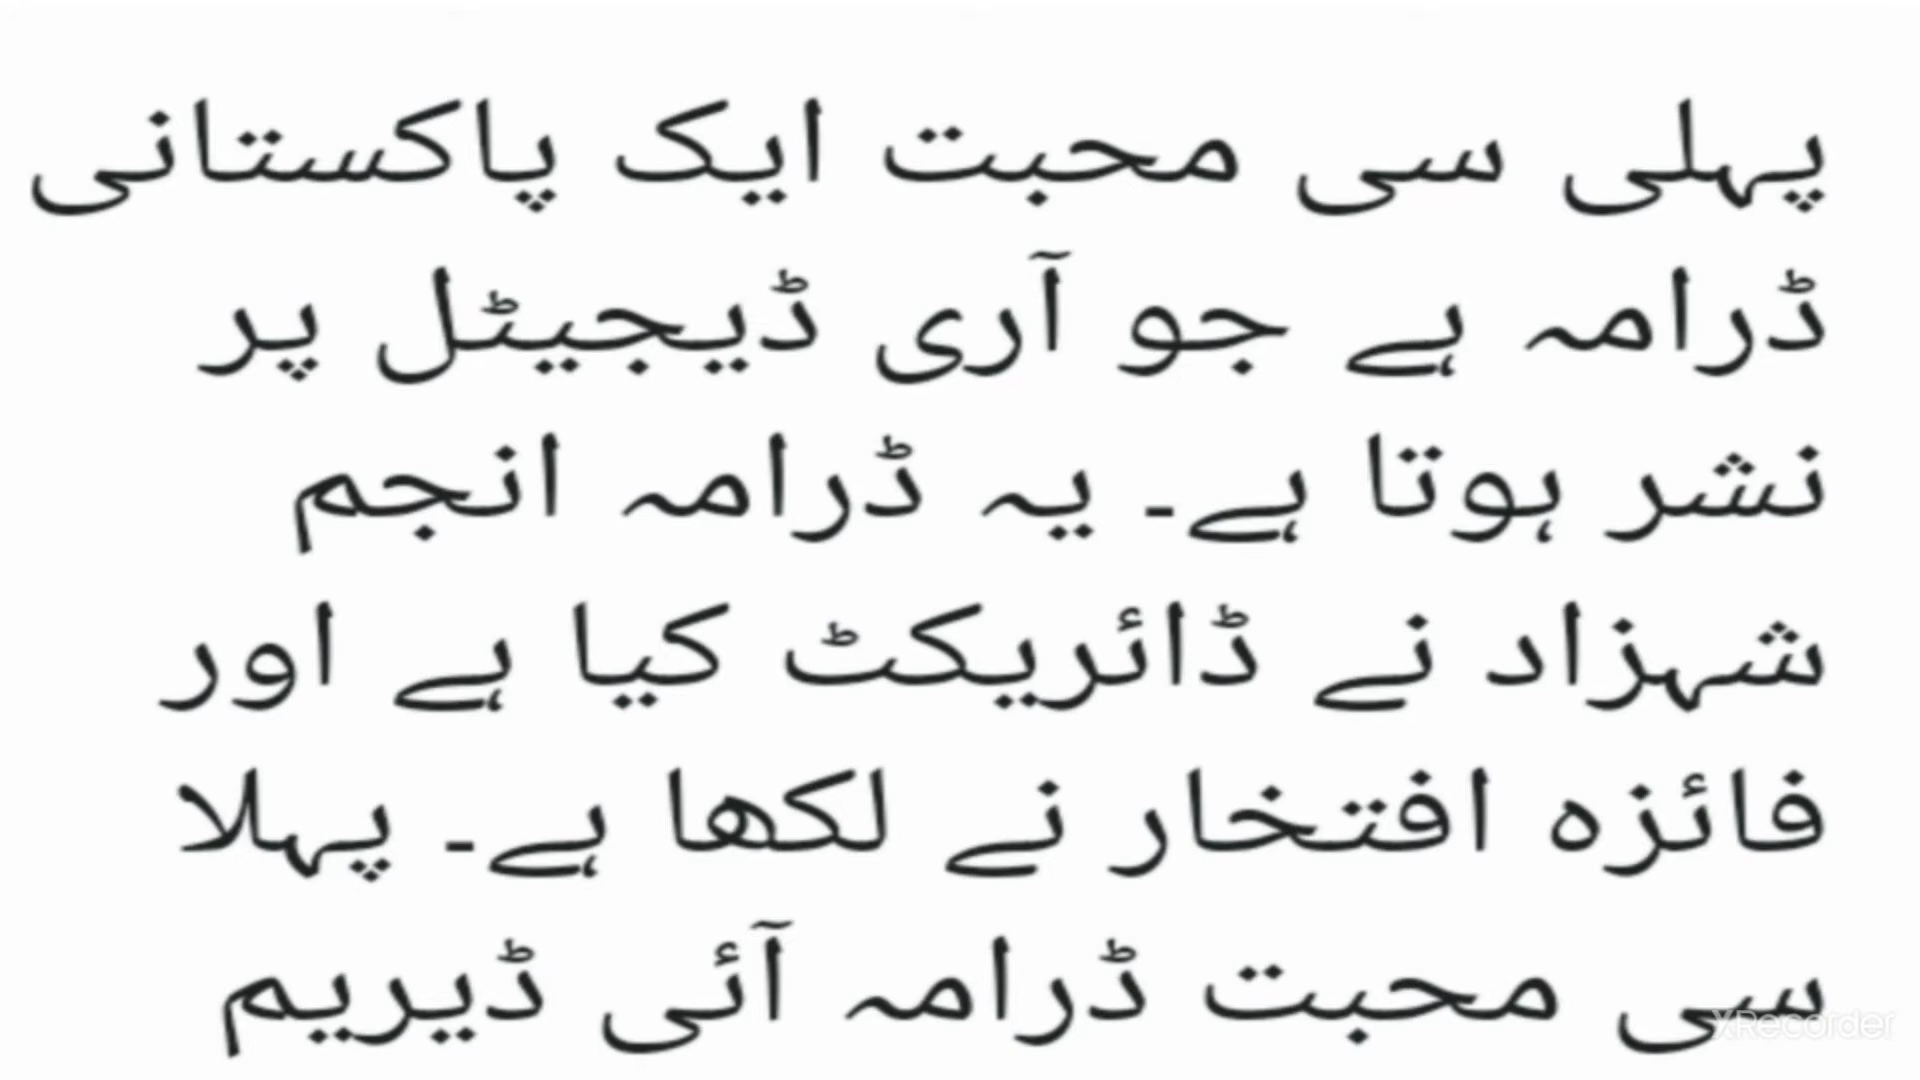 پہلی سی محبت ایک پاکستانی
ڈرامہ ہے جو آری ڈیجیٹل پر
نشر ہوتا ہے۔ یہ ڈرامہ انجم
شہزاد نے ڈائریکٹ کیا ہے اور
فائزہ افتخار نے لکھا ہے۔ پہلا
سی محبت ڈرامہ آئی ڈیریم
XRecorder